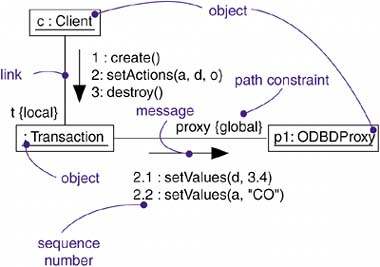 c : Client
object
link
1 : create()
2: setActions(a, d, o)
3: destroy()
path constraint
t {local}
message
proxy {global}
: Transaction
p1: ODBDProxy
object
2.1 : setValues(d, 3.4)
2.2 : setValues(a, "CO")
sequence
number